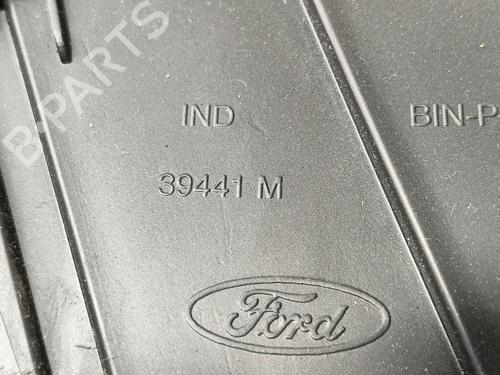 B-PARTS
IND
BIN-P
39441 M
Ford